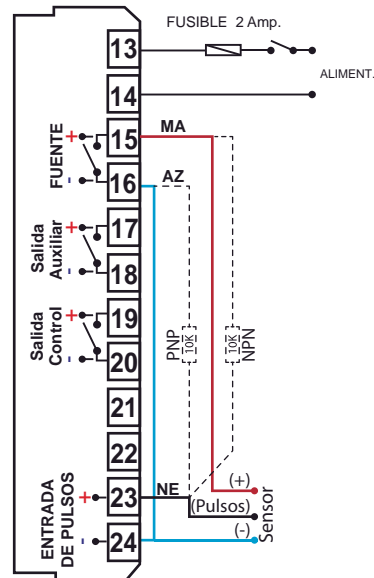 FUSIBLE 2 Amp.
13
14
ALIMENT.
FUENTE
+
-
15
MA
16
AZ
Salida
Auxiliar
+
-
17
18
Salida
Control
+
-
19
20
PNP
10K
10K
NPN
21
22
ENTRADA
DE PULSOS
+
-
23
NE
24
(+)
(Pulsos)
(-)
Sensor